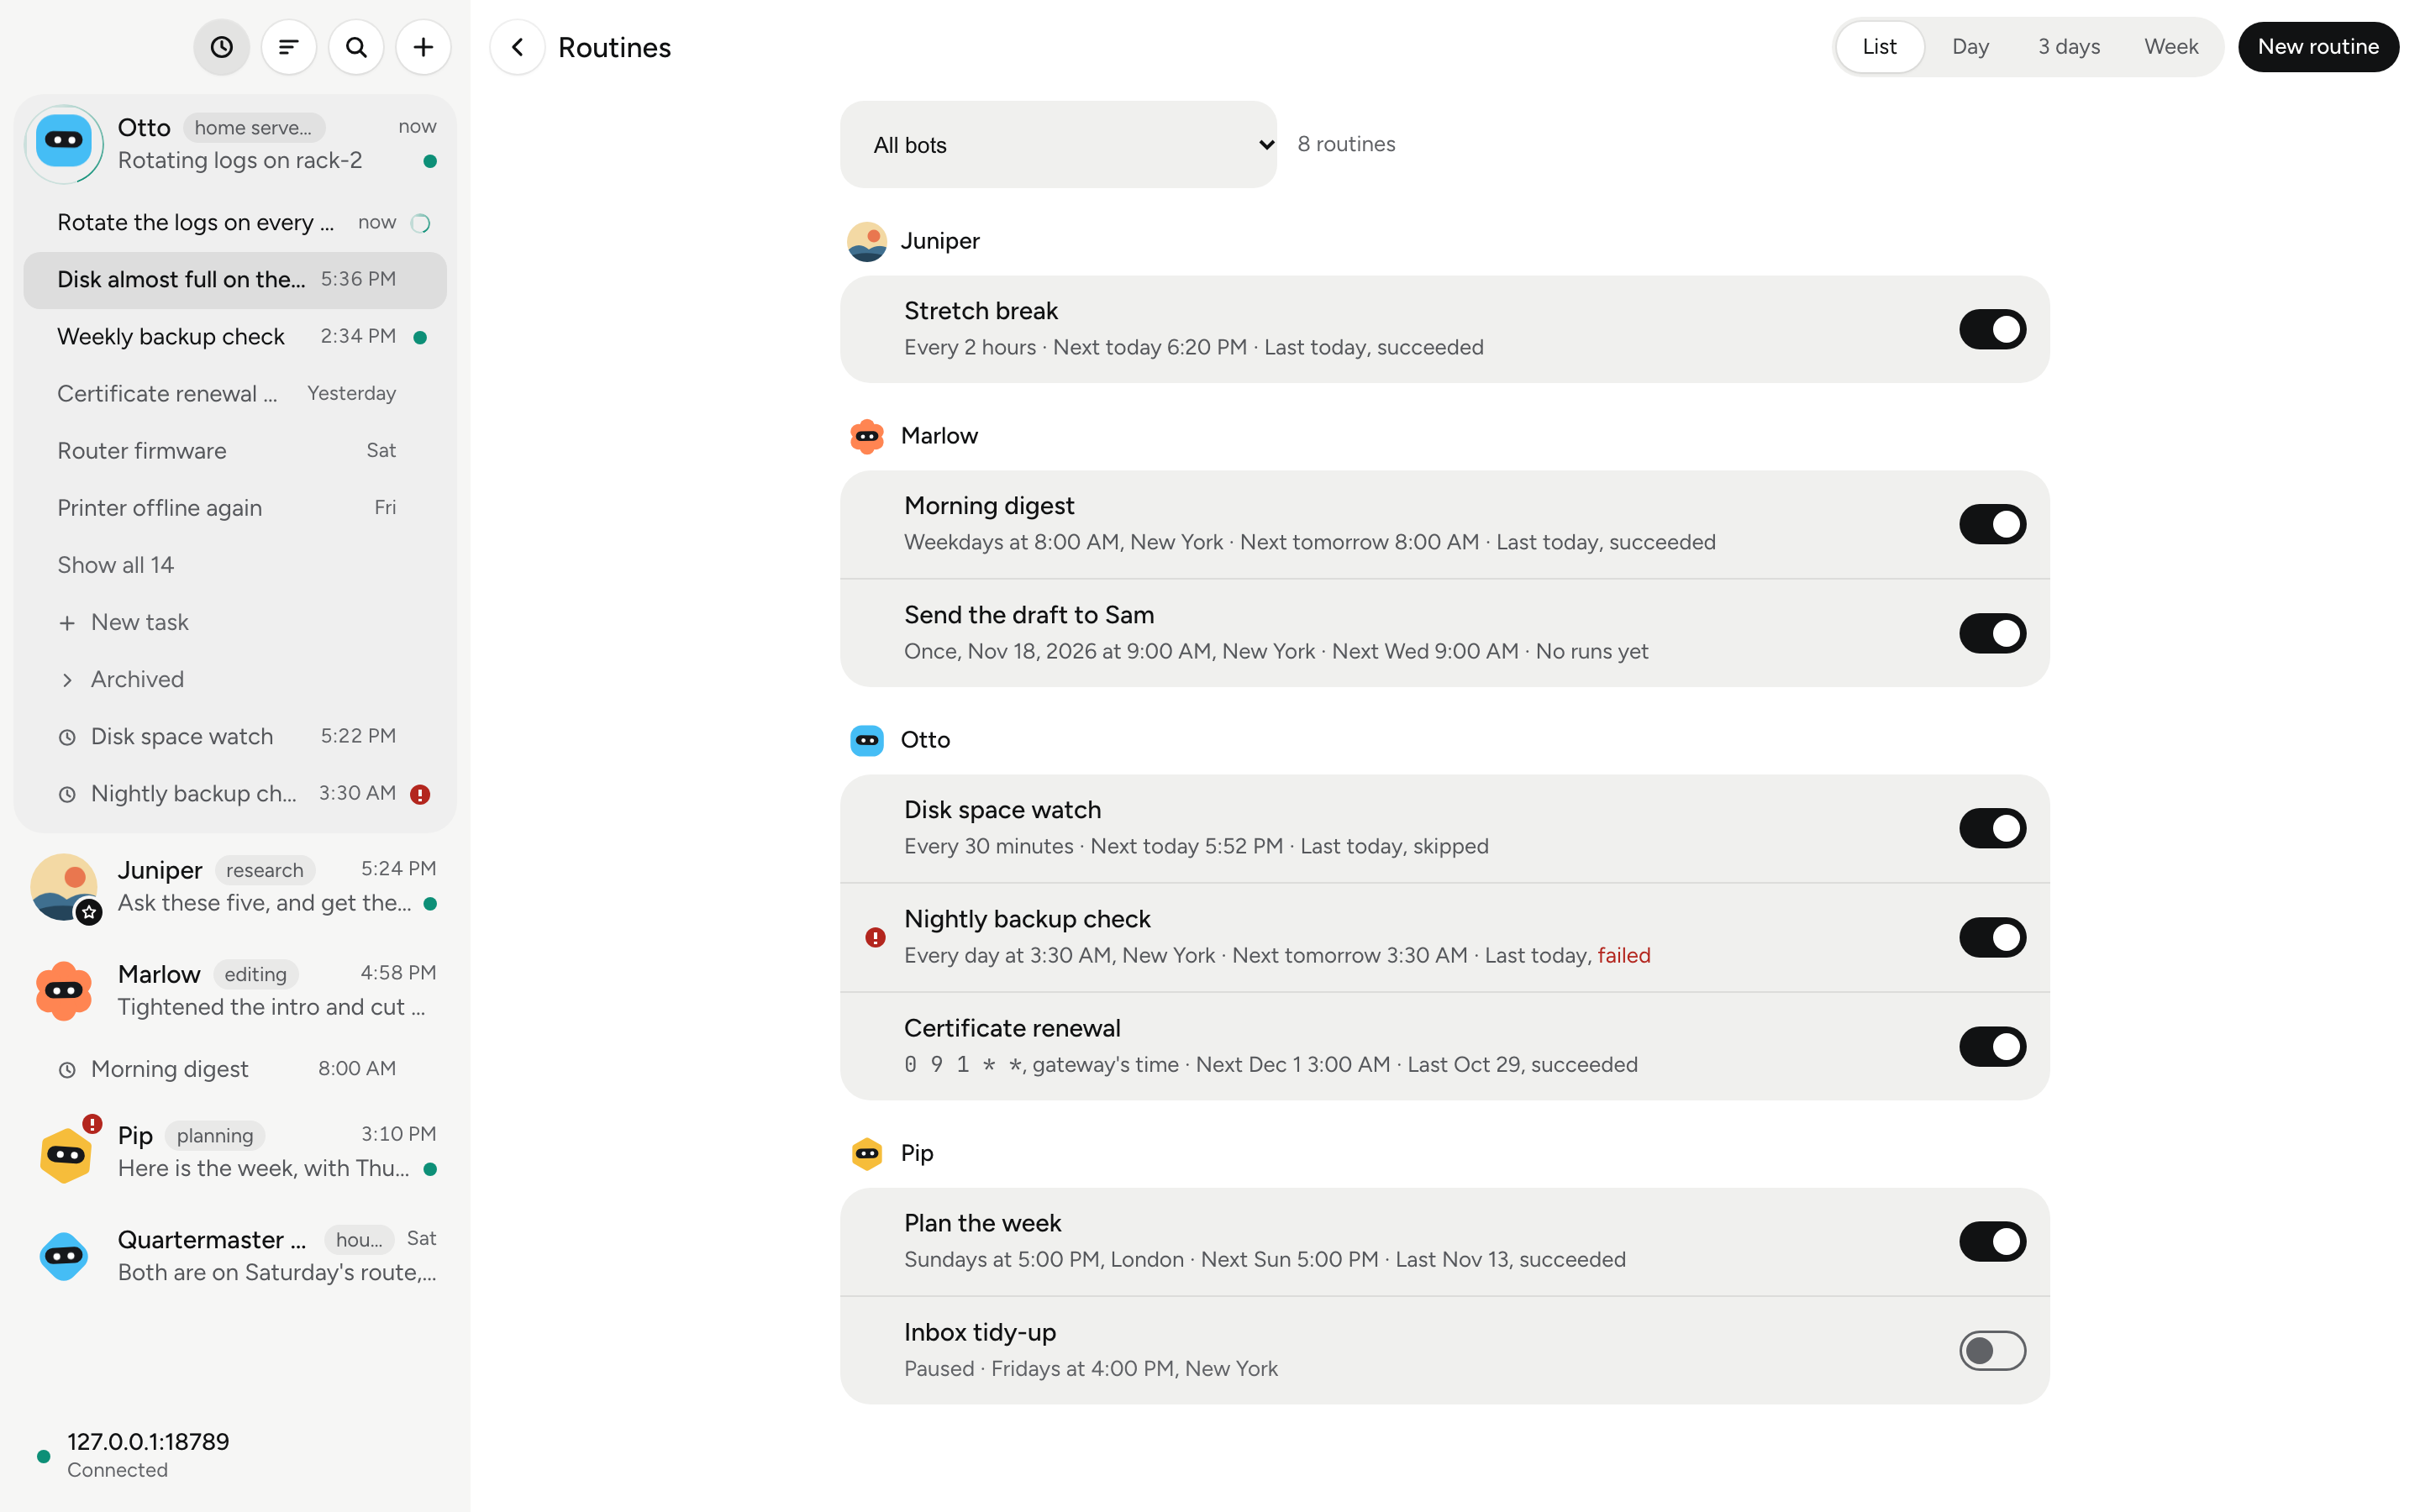 Otto home serve... now
Rotating logs on rack-2
Rotate the logs on every ... now
Disk almost full on the... 5:36 PM
Weekly backup check 2:34 PM
Certificate renewal ... Yesterday
Router firmware Sat
Printer offline again Fri
Show all 14
New task
Archived
Disk space watch 5:22 PM
Nightly backup ch... 3:30 AM
Juniper research 5:24 PM
Ask these five, and get the...
Marlow editing 4:58 PM
Tightened the intro and cut ...
Morning digest 8:00 AM
Pip planning 3:10 PM
Here is the week, with Thu...
Quartermaster ... hou... Sat
Both are on Saturday's route,...
127.0.0.1:18789
Connected
Routines
List Day 3 days Week New routine
All bots 8 routines
Juniper
Stretch break
Every 2 hours · Next today 6:20 PM · Last today, succeeded
Marlow
Morning digest
Weekdays at 8:00 AM, New York · Next tomorrow 8:00 AM · Last today, succeeded
Send the draft to Sam
Once, Nov 18, 2026 at 9:00 AM, New York · Next Wed 9:00 AM · No runs yet
Otto
Disk space watch
Every 30 minutes · Next today 5:52 PM · Last today, skipped
Nightly backup check
Every day at 3:30 AM, New York · Next tomorrow 3:30 AM · Last today, failed
Certificate renewal
0 9 1 * *, gateway's time · Next Dec 1 3:00 AM · Last Oct 29, succeeded
Pip
Plan the week
Sundays at 5:00 PM, London · Next Sun 5:00 PM · Last Nov 13, succeeded
Inbox tidy-up
Paused · Fridays at 4:00 PM, New York